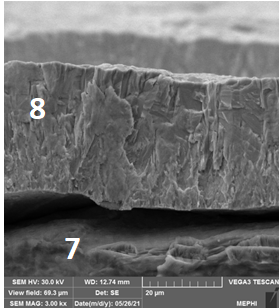 8
7
SEM HV: 30.0 kV WD: 12.74 mm VEGA3 TESCAN
View field: 69.3 µm Det: SE 20 µm
SEM MAG: 3.00 kx Date(m/d/y): 05/26/21 MEPHI